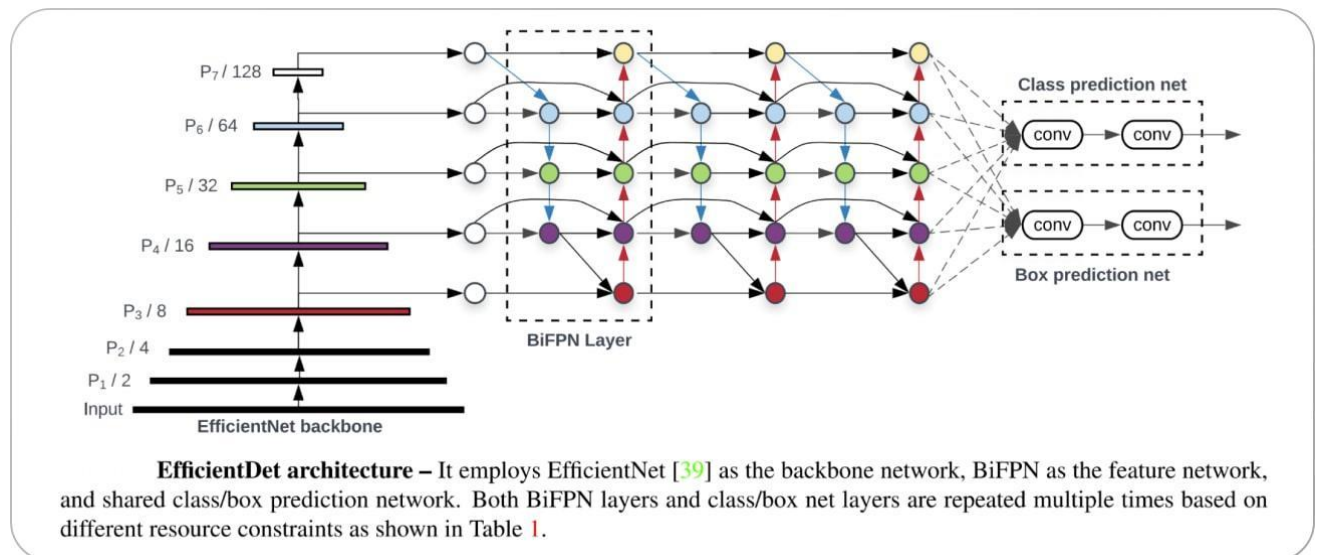 P7 / 128
P6 / 64
P5 / 32
P4 / 16
P3 / 8
P2 / 4
P1 / 2
Input
EfficientNet backbone
BiFPN Layer
Class prediction net
conv conv
conv conv
Box prediction net
EfficientDet architecture – It employs EfficientNet [39] as the backbone network, BiFPN as the feature network,
and shared class/box prediction network. Both BiFPN layers and class/box net layers are repeated multiple times based on
different resource constraints as shown in Table 1.